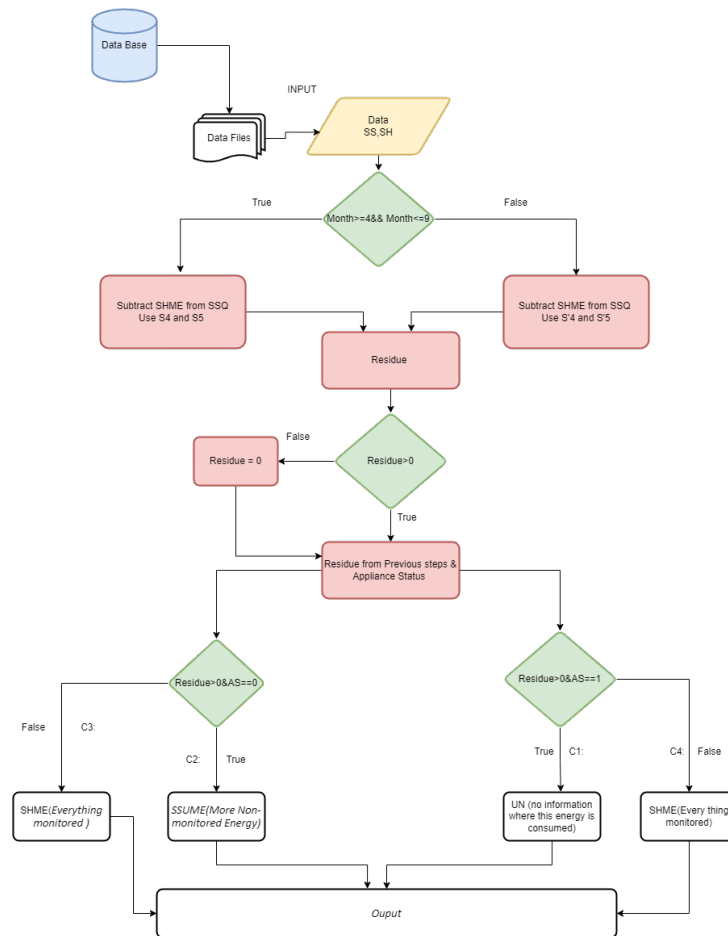 Data Base
INPUT
Data
SS,SH
Data Files
True
False
Month>=4&& Month<=9
Subtract SHME from SSQ
Use S4 and S5
Subtract SHME from SSQ
Use S'4 and S'5
Residue
False
Residue = 0
Residue>0
True
Residue from Previous steps &
Appliance Status
Residue>0&AS==0
Residue>0&AS==1
False
C3:
C2:
True
True
C1:
C4:
False
SHME(Everything
monitored )
SSUME(More Non-
monitored Energy)
UN (no information
where this energy is
consumed)
SHME(Every thing
monitored)
Ouput